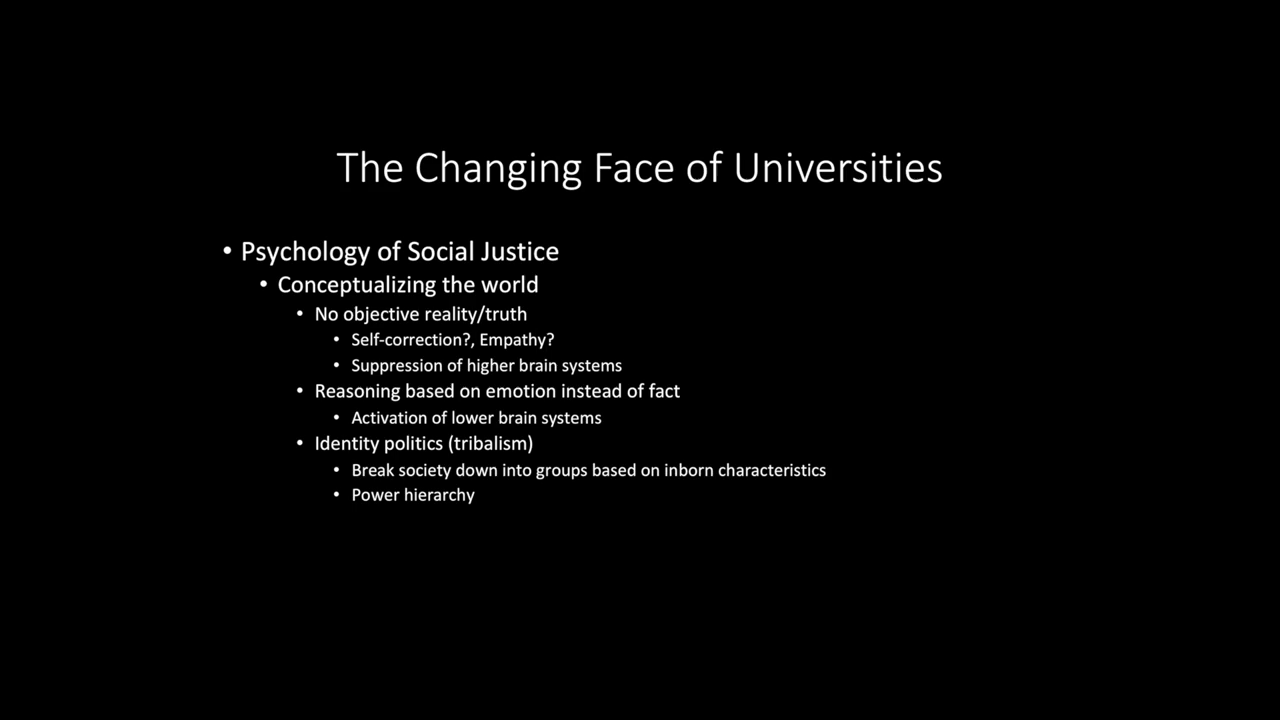 The Changing Face of Universities
• Psychology of Social Justice
• Conceptualizing the world
• No objective reality/truth
• Self-correction?, Empathy?
• Suppression of higher brain systems
• Reasoning based on emotion instead of fact
• Activation of lower brain systems
• Identity politics (tribalism)
• Break society down into groups based on inborn characteristics
• Power hierarchy